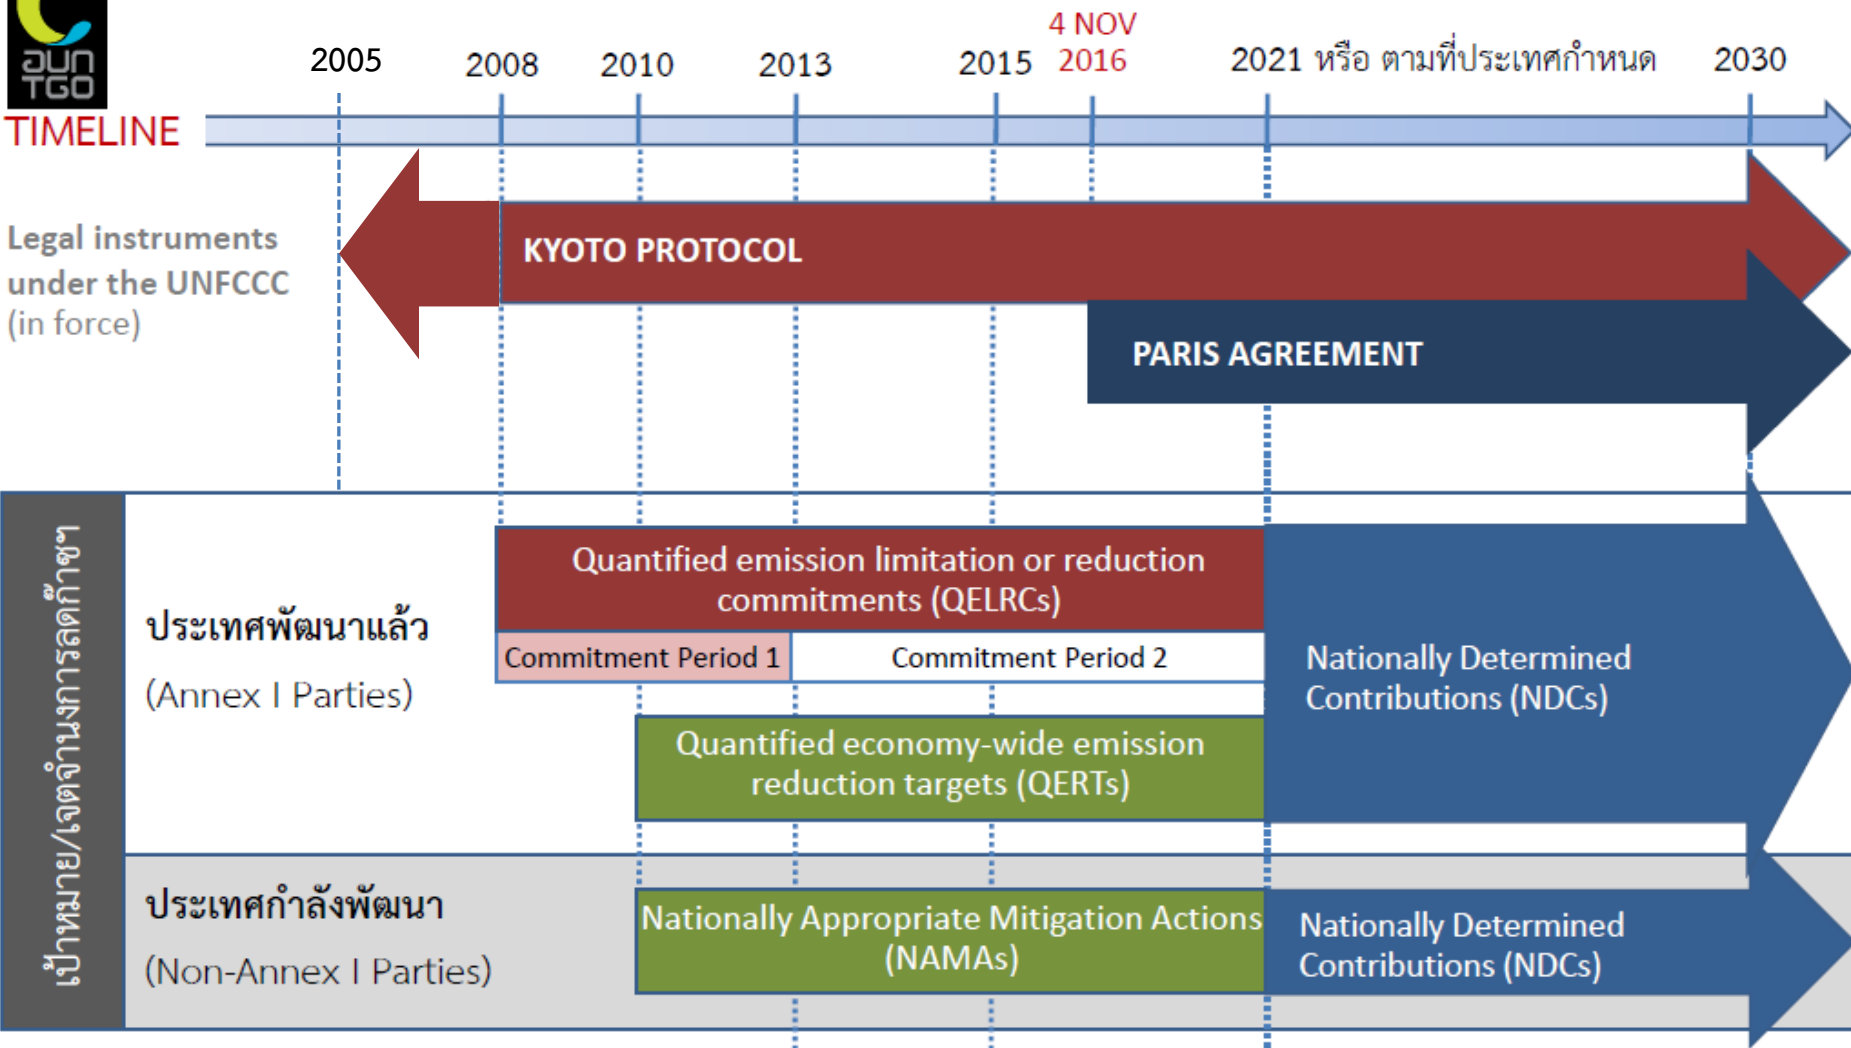 อบก
TGO
TIMELINE
2005
2008
2010
2013
2015
4 NOV
2016
2021 หรือ ตามที่ประเทศกำหนด
2030
Legal instruments
under the UNFCCC
(in force)
KYOTO PROTOCOL
PARIS AGREEMENT
เป้าหมาย/เจตจำนงการลดก๊าซฯ
ประเทศพัฒนาแล้ว
(Annex I Parties)
Quantified emission limitation or reduction
commitments (QELRCs)
Commitment Period 1
Commitment Period 2
Quantified economy-wide emission
reduction targets (QERTs)
Nationally Determined
Contributions (NDCs)
ประเทศกำลังพัฒนา
(Non-Annex I Parties)
Nationally Appropriate Mitigation Actions
(NAMAs)
Nationally Determined
Contributions (NDCs)